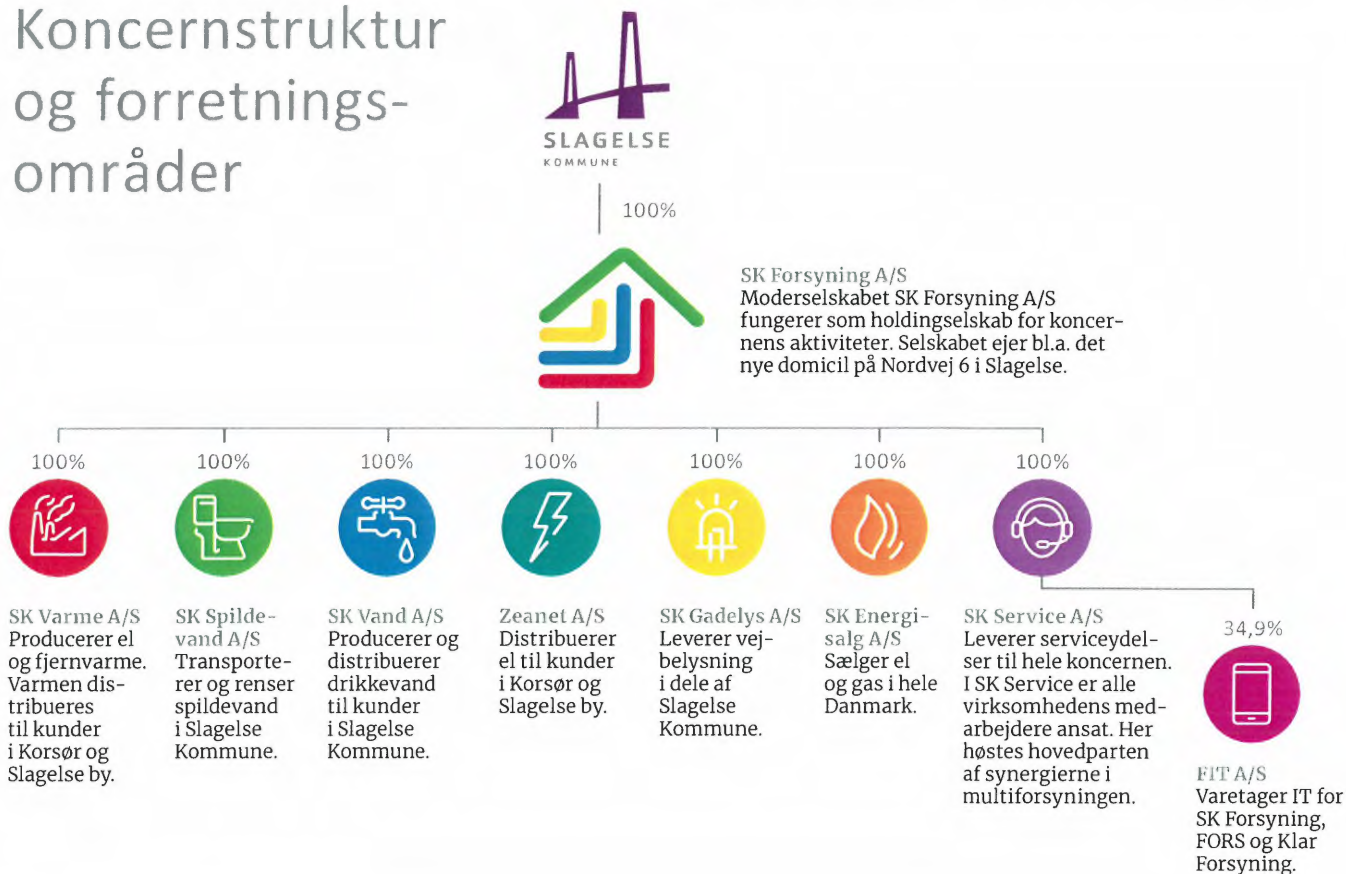 Koncernstruktur
og forretnings-
områder
SLAGELSE
KOMMUNE
100%
SK Forsyning A/S
Moderselskabet SK Forsyning A/S
fungerer som holdingselskab for koncer-
nens aktiviteter. Selskabet ejer bl.a. det
nye domicil på Nordvej 6 i Slagelse.
100%
SK Varme A/S
Producerer el
og fjernvarme.
Varmen dis-
tribueres
til kunder
i Korsør og
Slagelse by.
100%
SK Spilde-
vand A/S
Transporte-
rer og renser
spildevand
i Slagelse
Kommune.
100%
SK Vand A/S
Producerer og
distribuerer
drikkevand
til kunder
i Slagelse
Kommune.
100%
Zeanet A/S
Distribuerer
el til kunder
i Korsør og
Slagelse by.
100%
SK Gadelys A/S
Leverer vej-
belysning
i dele af
Slagelse
Kommune.
100%
SK Energi-
salg A/S
Sælger el
og gas i hele
Danmark.
100%
SK Service A/S
Leverer serviceydel-
ser til hele koncernen.
I SK Service er alle
virksomhedens med-
arbejdere ansat. Her
høstes hovedparten
af synergierne i
multiforsyningen.
34,9%
FIT A/S
Varetager IT for
SK Forsyning,
FORS og Klar
Forsyning.